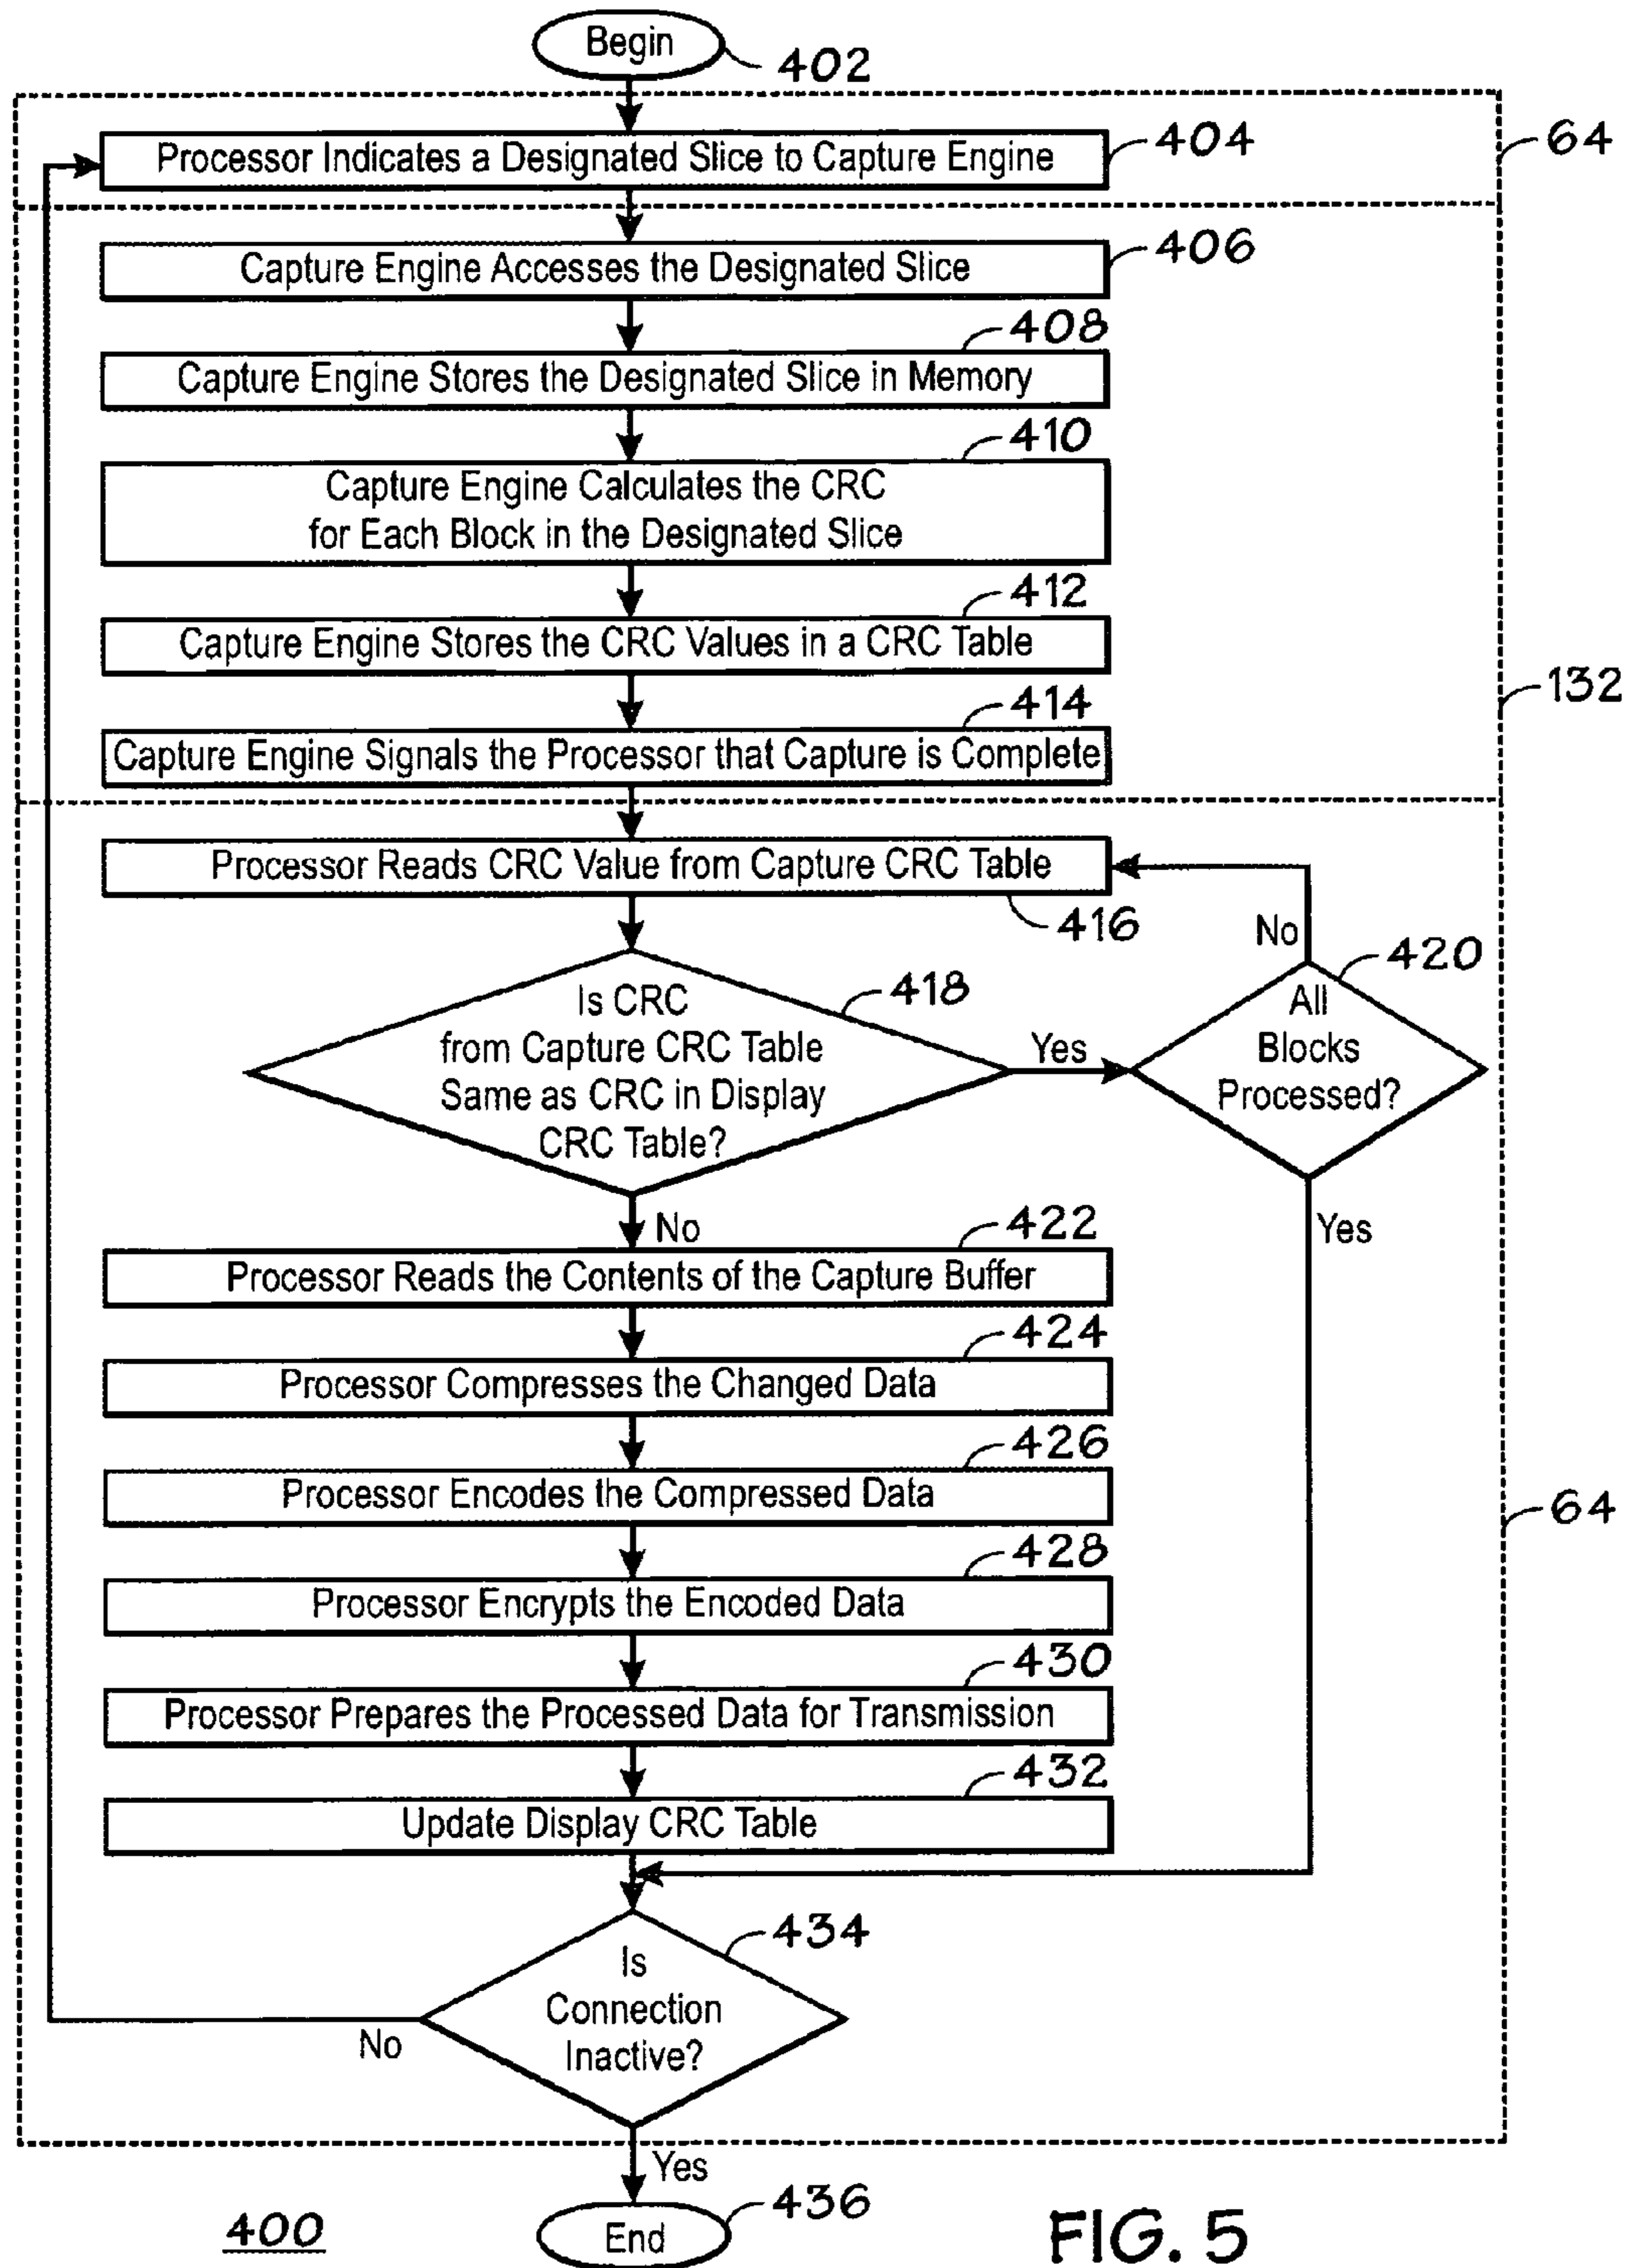 Begin
402
Processor Indicates a Designated Slice to Capture Engine
404
64
Capture Engine Accesses the Designated Slice
406
408
Capture Engine Stores the Designated Slice in Memory
410
Capture Engine Calculates the CRC
for Each Block in the Designated Slice
412
Capture Engine Stores the CRC Values in a CRC Table
132
414
Capture Engine Signals the Processor that Capture is Complete
Processor Reads CRC Value from Capture CRC Table
416
No
420
418
Is CRC
from Capture CRC Table
Same as CRC in Display
CRC Table?
Yes
All
Blocks
Processed?
No
Yes
422
Processor Reads the Contents of the Capture Buffer
424
Processor Compresses the Changed Data
426
Processor Encodes the Compressed Data
64
428
Processor Encrypts the Encoded Data
430
Processor Prepares the Processed Data for Transmission
432
Update Display CRC Table
434
Is
Connection
Inactive?
No
Yes
436
End
400
FIG. 5